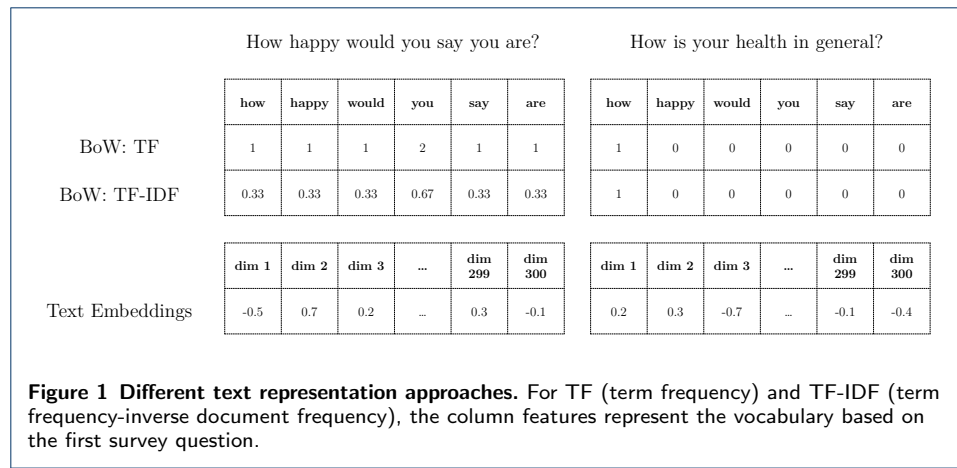 How happy would you say you are? How is your health in general?
how happy would you say are how happy would you say are
BoW: TF 1 1 1 2 1 1 1 0 0 0 0 0
BoW: TF-IDF 0.33 0.33 0.33 0.67 0.33 0.33 1 0 0 0 0 0
dim 1 dim 2 dim 3 ... dim 299 dim 300 dim 1 dim 2 dim 3 ... dim 299 dim 300
Text Embeddings -0.5 0.7 0.2 ... 0.3 -0.1 0.2 0.3 -0.7 ... -0.1 -0.4
Figure 1 Different text representation approaches. For TF (term frequency) and TF-IDF (term
frequency-inverse document frequency), the column features represent the vocabulary based on
the first survey question.